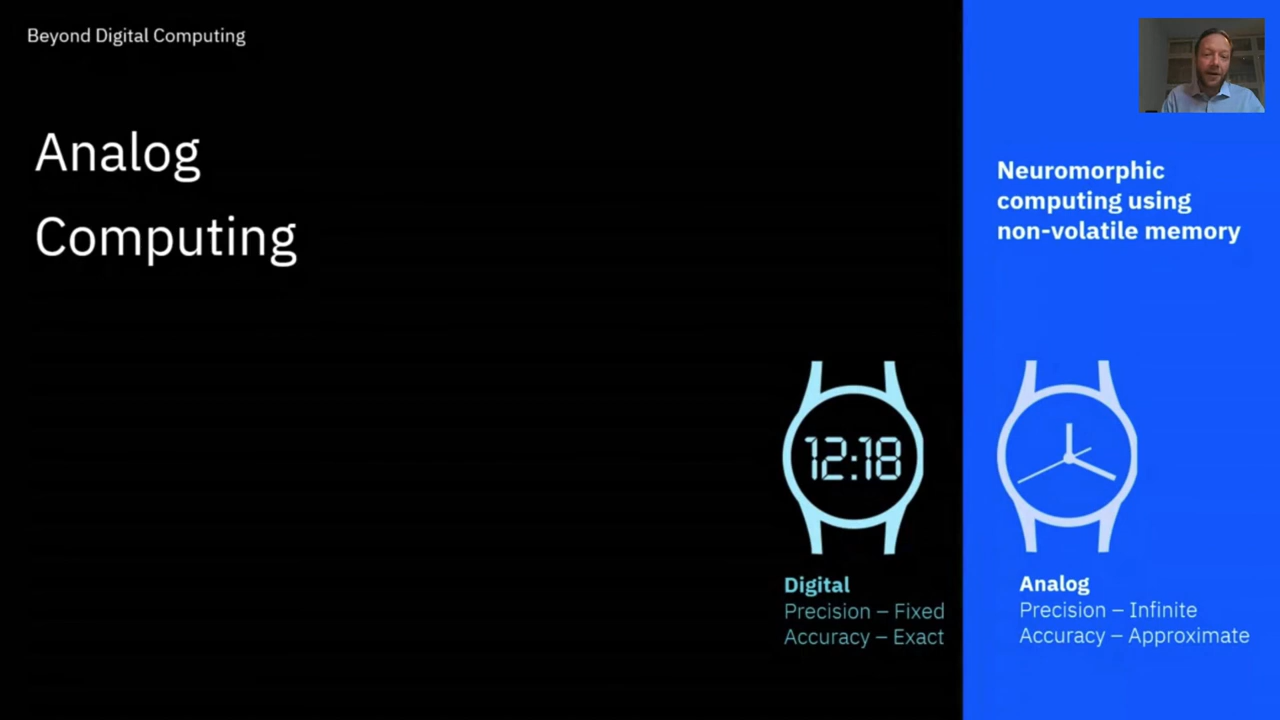 Beyond Digital Computing
Analog
Computing
Neuromorphic
computing using
non-volatile memory
12:18
Digital
Precision – Fixed
Accuracy – Exact
Analog
Precision – Infinite
Accuracy – Approximate